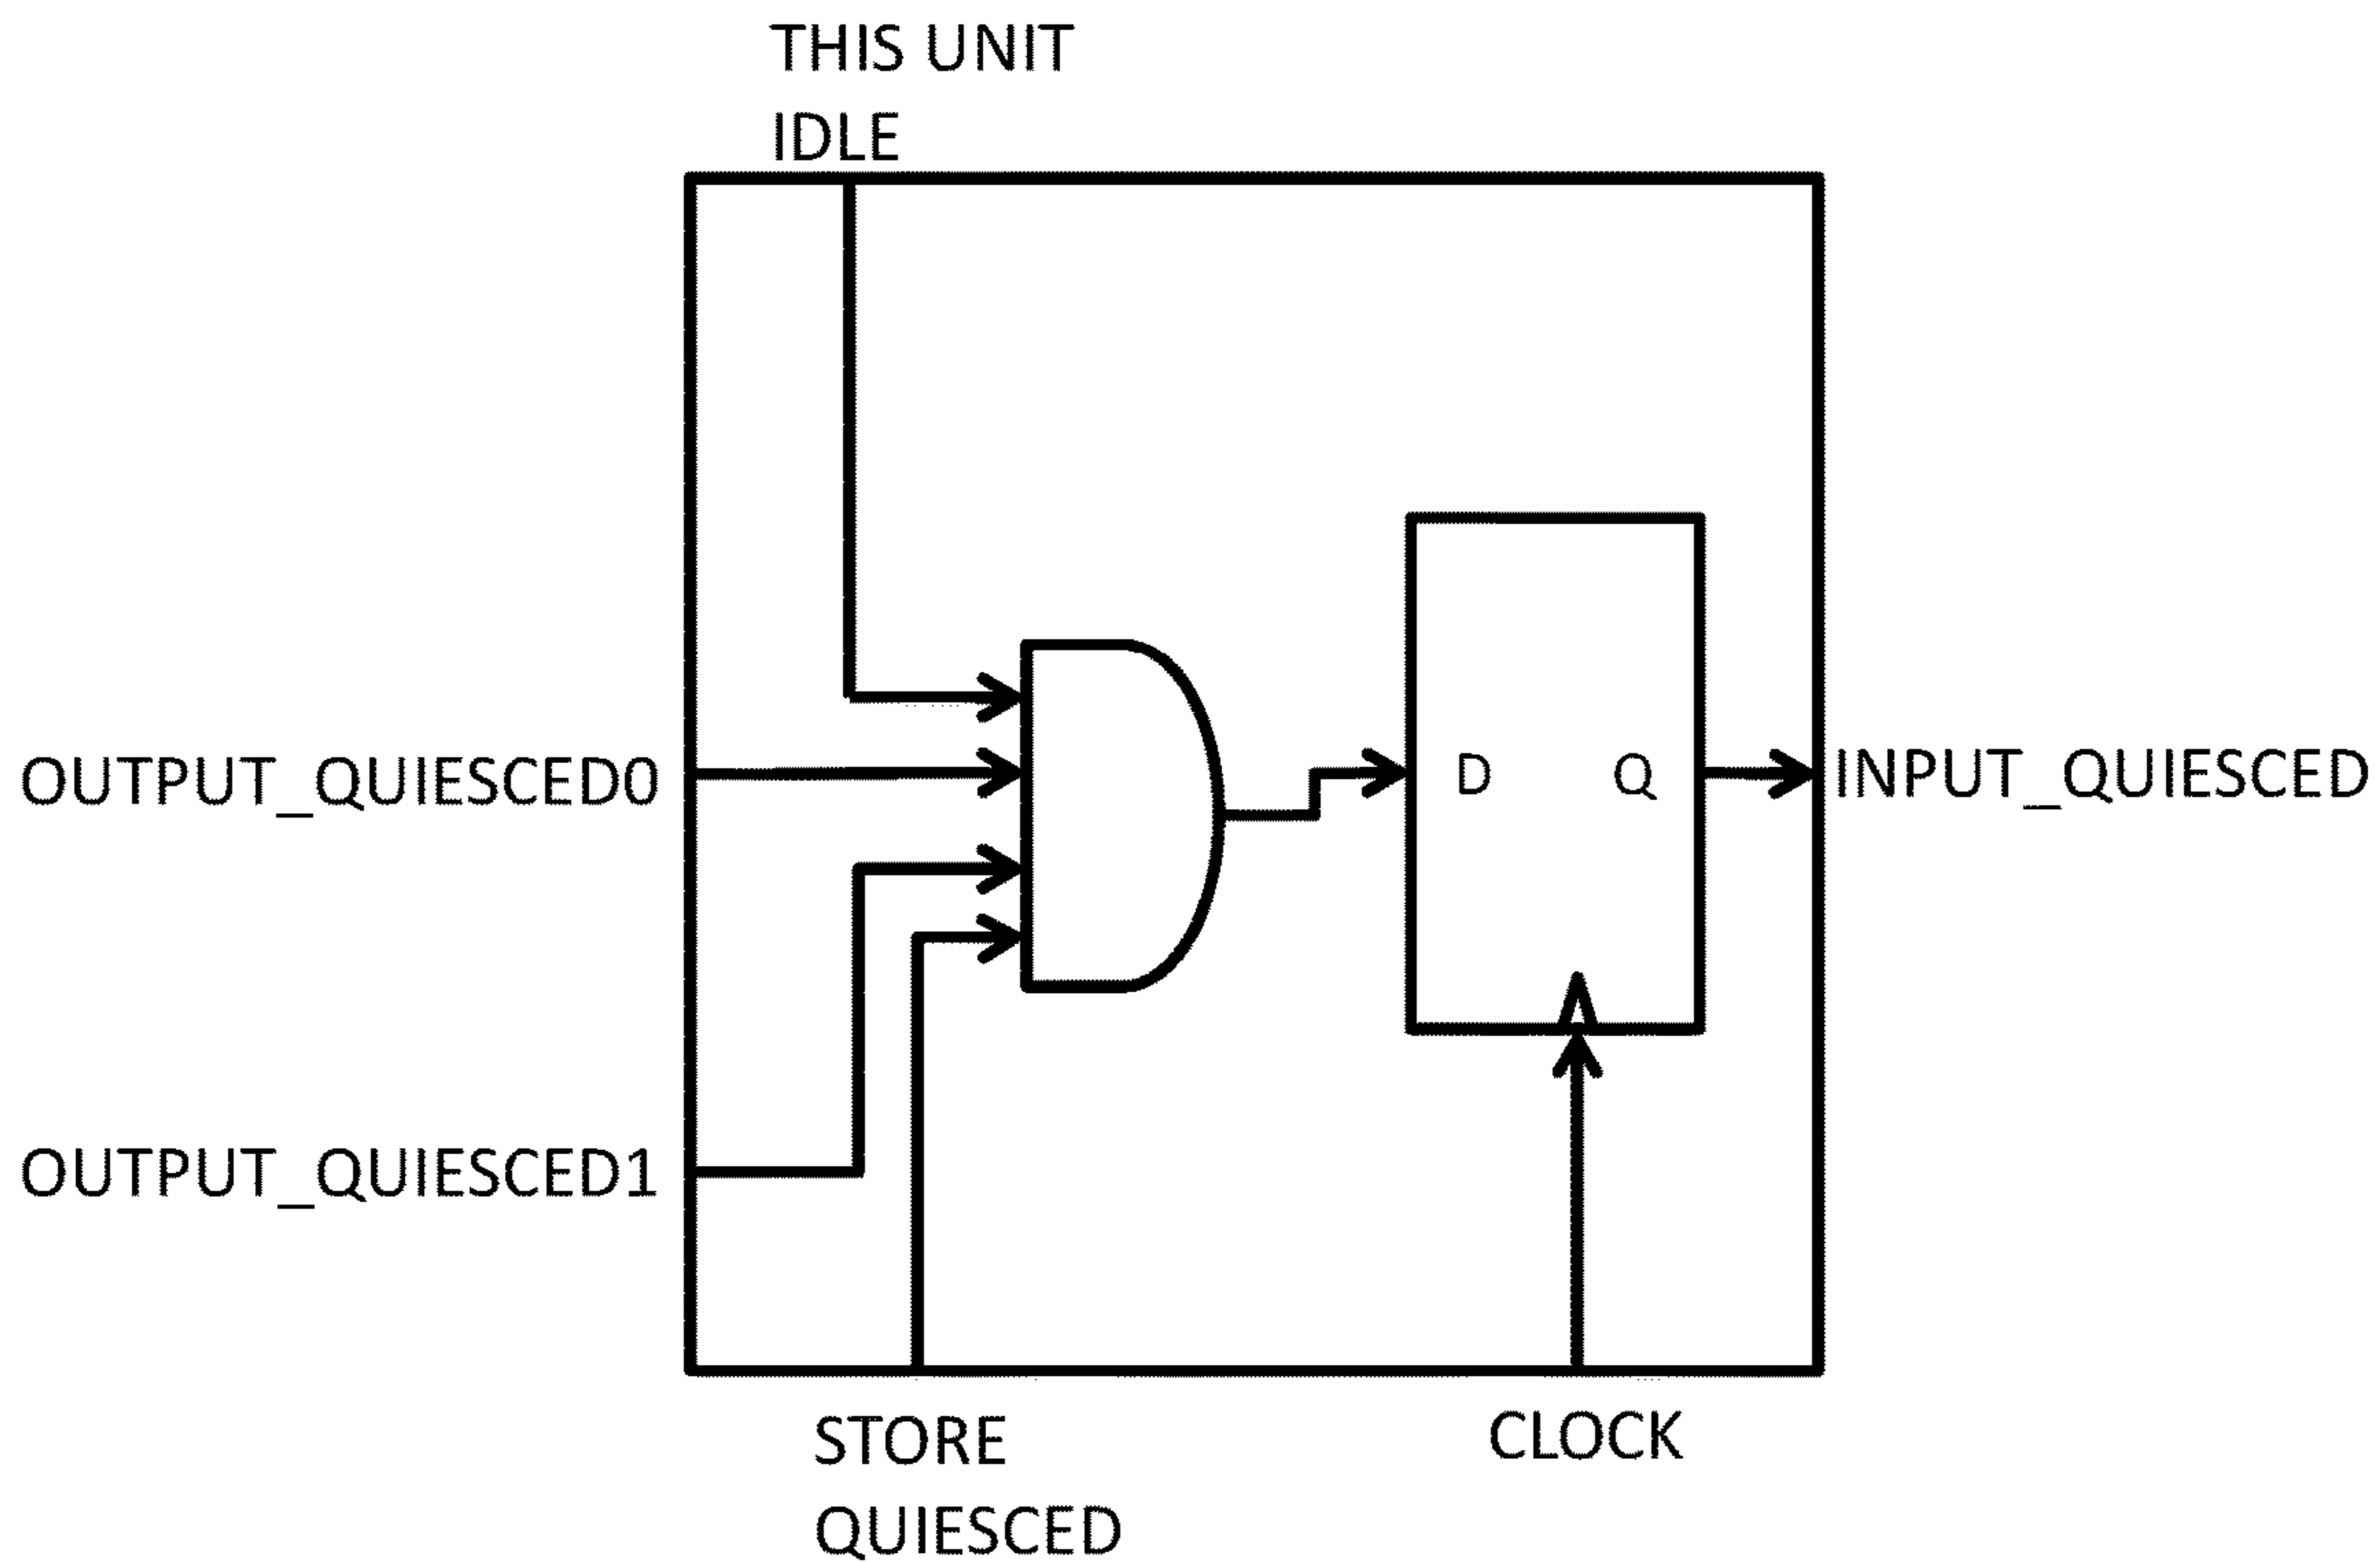 THIS UNIT
IDLE
OUTPUT_QUIESCED0
D
Q
INPUT_QUIESCED
OUTPUT_QUIESCED1
STORE
QUIESCED
CLOCK